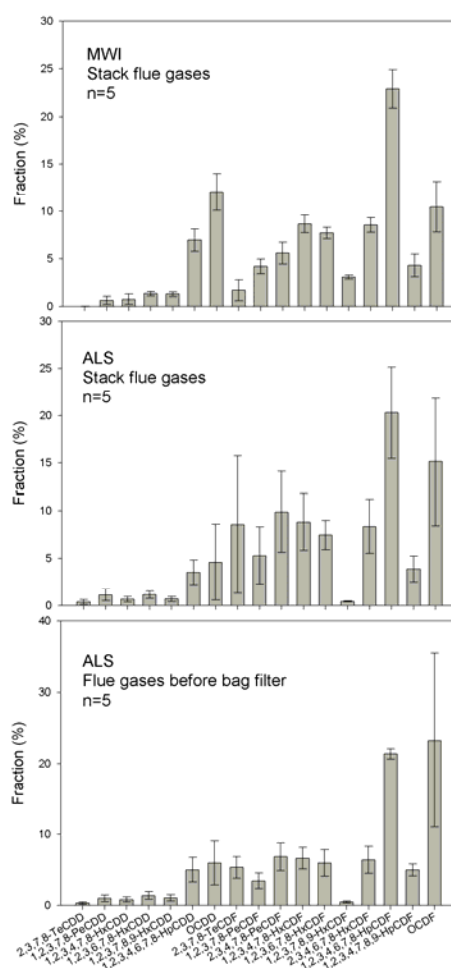 30
25
20
15
10
5
0
Fraction (%)
MWI
Stack flue gases
n=5
30
25
20
15
10
5
0
Fraction (%)
ALS
Stack flue gases
n=5
40
30
20
10
0
Fraction (%)
ALS
Flue gases before bag filter
n=5
2,3,7,8-TeCDD
1,2,3,7,8-PeCDD
1,2,3,4,7,8-HxCDD
1,2,3,6,7,8-HxCDD
1,2,3,7,8,9-HxCDD
1,2,3,4,6,7,8-HpCDD
OCDD
2,3,7,8-TeCDF
1,2,3,7,8-PeCDF
2,3,4,7,8-PeCDF
1,2,3,4,7,8-HxCDF
1,2,3,6,7,8-HxCDF
1,2,3,7,8,9-HxCDF
2,3,4,6,7,8-HxCDF
1,2,3,4,6,7,8-HpCDF
1,2,3,4,7,8,9-HpCDF
OCDF